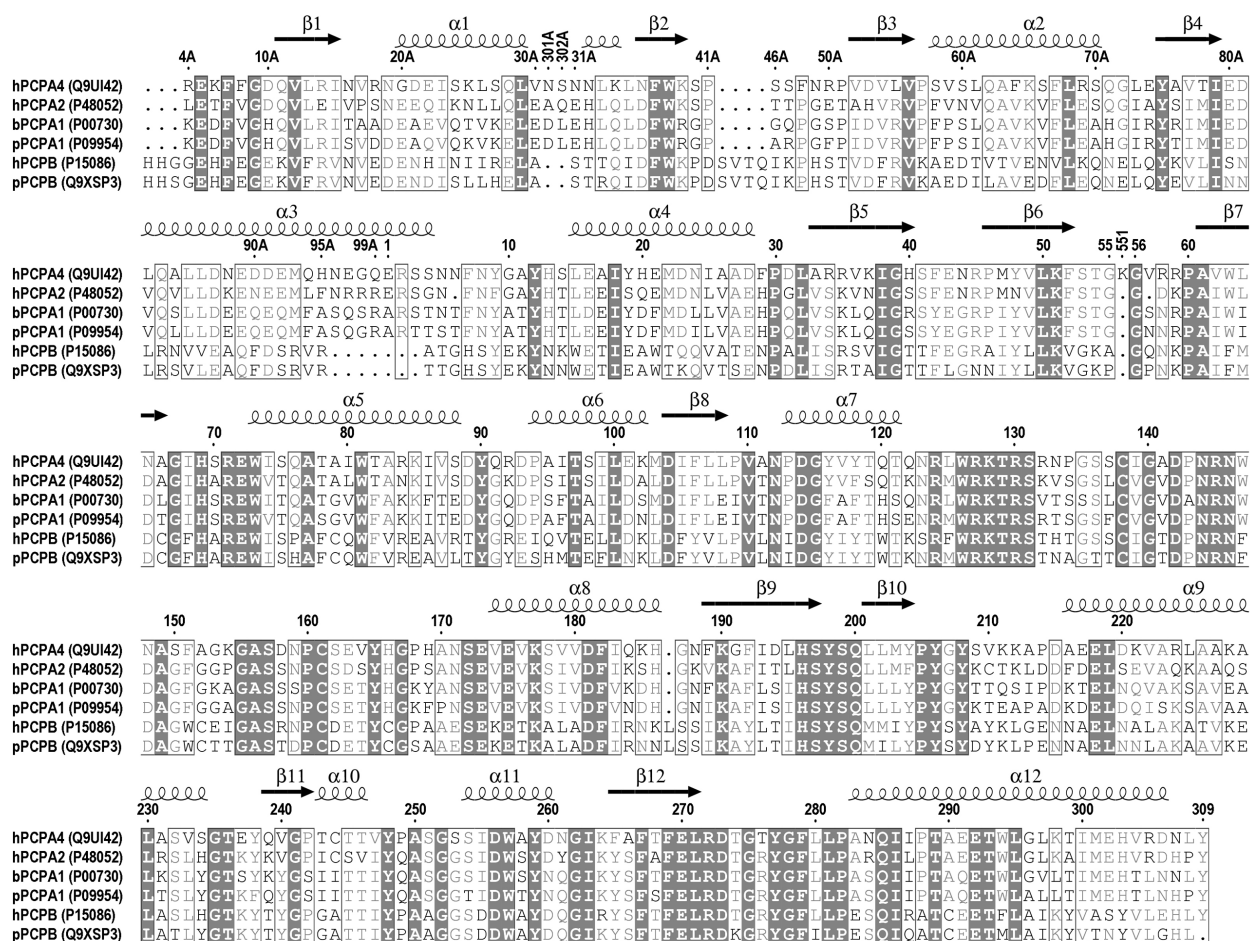 β1 α1 β2 β3 α2 β4
4A 10A 20A 30A 301A 302A 31A 41A 46A 50A 60A 70A 80A
hPCPA4 (Q9UI42) ...REKFFGDQVLRINVRNGDEISKLSQLVNSNNLKLNFWKSP....SSFNRPVDVLVPSVSLQAFKSFLRSQGLEYAVTIED
hPCPA2 (P48052) ...LETFVGDQVLEIVPSNEEQIKNLLQLEAQEHLQLDFWKSP....TTPGETAHVRVPFVNVQAVKVFLESQGIAYSIMIED
bPCPA1 (P00730) ...KEDFVGHQVLRITAADEAEVQTVKELEDLEHLQLDFWRGP....GQPGSPIDVRVPFPSLQAVKVFLEAHGIRYRIMIED
pPCPA1 (P09954) ...KEDFVGHQVLRISVDDEAQVQKVKELEDLEHLQLDFWRGP....ARPGFPIDVRVPFPSIQAVKVFLEAHGIRYTIMIED
hPCPB (P15086) HHGGEHFEGEKVFRVNVEDENHINIIRELA..STTQIDFWKPDSVTQIKPHSTVDFRVKAEDTVTVENVLKQNELQYKVLISN
pPCPB (Q9XSP3) HHSGEHFEGEKVFRVNVEDENDISLLHELA..STRQIDFWKPDSVTQIKPHSTVDFRVKAEDILAVEDFLEQNELQYEVLINN
α3 α4 β5 β6 β7
90A 95A 99A 1 10 20 30 40 50 55 551 56 60
hPCPA4 (Q9UI42) LQALLDNEDDEMQHNEGQERSSNNFNYGAYHSLEAIYHEMDNIAADFPDLARRVKIGHSFENRPMYVLKFSTGKGVRRPAVWL
hPCPA2 (P48052) VQVLLDKENEEMLFNRRRERSGN.FNFGAYHTLEEISQEMDNLVAEHPGLVSKVNIGSSFENRPMNVLKFSTG.G.DKPAIWL
bPCPA1 (P00730) VQSLLDEEQEQMFASQSRARSTNTFNYATYHTLDEIYDFMDLLVAEHPQLVSKLQIGRSYEGRPIYVLKFSTG.GSNRPAIWI
pPCPA1 (P09954) VQLLLDEEQEQMFASQGRARTTSTFNYATYHTLEEIYDFMDILVAEHPALVSKLQIGRSYEGRPIYVLKFSTG.GNNRPAIWI
hPCPB (P15086) LRNVVEAQFDSRVR.......ATGHSYEKYNKWETIEAWTQQVATENPALISRSVIGTTFEGRAIYLLKVGKA.GQNKPAIFM
pPCPB (Q9XSP3) LRSVLEAQFDSRVR.......TTGHSYEKYNNWETIEAWTKQVTSENPDLISRTAIGTTFLGNNIYLLKVGKP.GPNKPAIFM
α5 α6 β8 α7
70 80 90 100 110 120 130 140
hPCPA4 (Q9UI42) NAGIHSREWISQATAIWTARKIVSDYQRDPAITSILEKMDIFLLPVANPDGYVYTQTQNRLWRKTRSRNPGSSCIGADPNRNW
hPCPA2 (P48052) DAGIHAREWVTQATALWTANKIVSDYGKDPSITSILDALDIFLLPVTNPDGYVFSQTKNRMWRKTRSKVSGSLCVGVDPNRNW
bPCPA1 (P00730) DLGIHSREWITQATGVWFAKKFTEDYGQDPSFTAILDSMDIFLEIVTNPDGFAFTHSQNRLWRKTRSVTSSSLCVGVDANRNW
pPCPA1 (P09954) DTGIHSREWVTQASGVWFAKKITEDYGQDPAFTAILDNLDIFLEIVTNPDGFAFTHSENRMWRKTRSRTSGSFCVGVDPNRNW
hPCPB (P15086) DCGFHAREWISPAFCQWFVREAVRTYGREIQVTELLDKLDFYVLPVLNIDGYIYTWTKSRFWRKTRSTHTGSSCIGTDPNRNF
pPCPB (Q9XSP3) DCGFHAREWISHAFCQWFVREAVLTYGYESHMTEFLNKLDFYVLPVLNIDGYIYTWTKNRMWRKTRSTNAGTTCIGTDPNRNF
α8 β9 β10 α9
150 160 170 180 190 200 210 220
hPCPA4 (Q9UI42) NASFAGKGASDNPCSEVYHGPHANSEVEVKSVVDFIQKH.GNFKGFIDLHSYSQLLMYPYGYSVKKAPDAEELDKVARLAAKA
hPCPA2 (P48052) DAGFGGPGASSNPCSDSYHGPSANSEVEVKSIVDFIKSH.GKVKAFIILHSYSQLLMFPYGYKCTKLDDFDELSEVAQKAAQS
bPCPA1 (P00730) DAGFGKAGASSSPCSETYHGKYANSEVEVKSIVDFVKDH.GNFKAFLSIHSYSQLLLYPYGYTTQSIPDKTELNQVAKSAVEA
pPCPA1 (P09954) DAGFGGAGASSNPCSETYHGKFPNSEVEVKSIVDFVNDH.GNIKAFISIHSYSQLLLYPYGYKTEAPADKDELDQISKSAVAA
hPCPB (P15086) DAGWCEIGASRNPCDETYCGPAAESEKETKALADFIRNKLSSIKAYLTIHSYSQMMIYPYSYAYKLGENNAELNALAKATVKE
pPCPB (Q9XSP3) DAGWCTTGASTDPCDETYCGSAAESEKETKALADFIRNNLSSIKAYLTIHSYSQMILYPYSYDYKLPENNAELNNLAKAAVKE
β11 α10 α11 β12 α12
230 240 250 260 271 280 290 300 309
hPCPA4 (Q9UI42) LASVSGTEYQVGPTCTTVYPASGSSIDWAYDNGIKFAFTFELRDTGTYGFLLPANQIIPTAEETWLGLKTIMEHVRDNLY
hPCPA2 (P48052) LRSLHGTKYKVGPICSVIYQASGGSIDWSYDYGIKYSFAFELRDTGRYGFLLPARQILPTAEETWLGLKAIMEHVRDHPY
bPCPA1 (P00730) LKSLYGTSYKYGSIITTIYQASGGSIDWSYNQGIKYSFTFELRDTGRYGFLLPASQIIPTAQETWLGVLTIMEHTLNNLY
pPCPA1 (P09954) LTSLYGTKFQYGSIITTIYQASGGTIDWTYNQGIKYSFSFELRDTGRYGFLLPASQIIPTAQETWLALLTIMEHTLNHPY
hPCPB (P15086) LASLHGTKYTYGPGATTIYPAAGGSDDWAYDQGIRYSFTFELRDTGRYGFLLPESQIRATCEETFLAIKYVASYVLEHLY
pPCPB (Q9XSP3) LATLYGTKYTYGPGATTIYPAAGGSDDWAYDQGIKYSFTFELRDKGRYGFILPESQIQATCEETMLAIKYVTNYVLGHL.